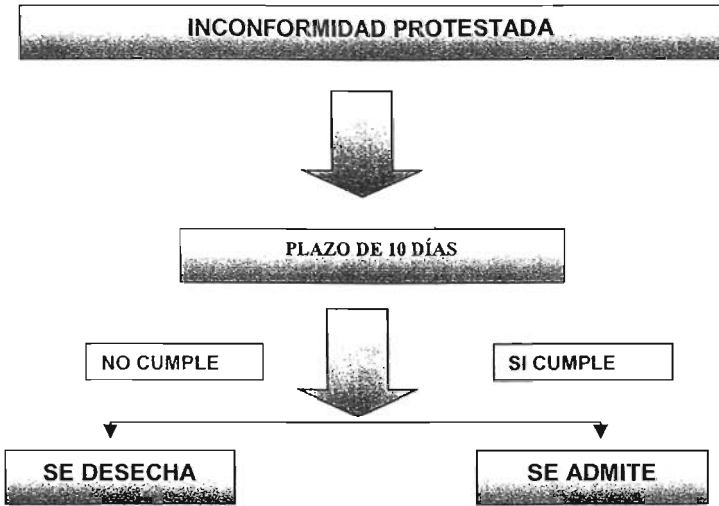 INCONFORMIDAD PROTESTADA
PLAZO DE 10 DÍAS
NO CUMPLE
SI CUMPLE
SE DESECHA
SE ADMITE